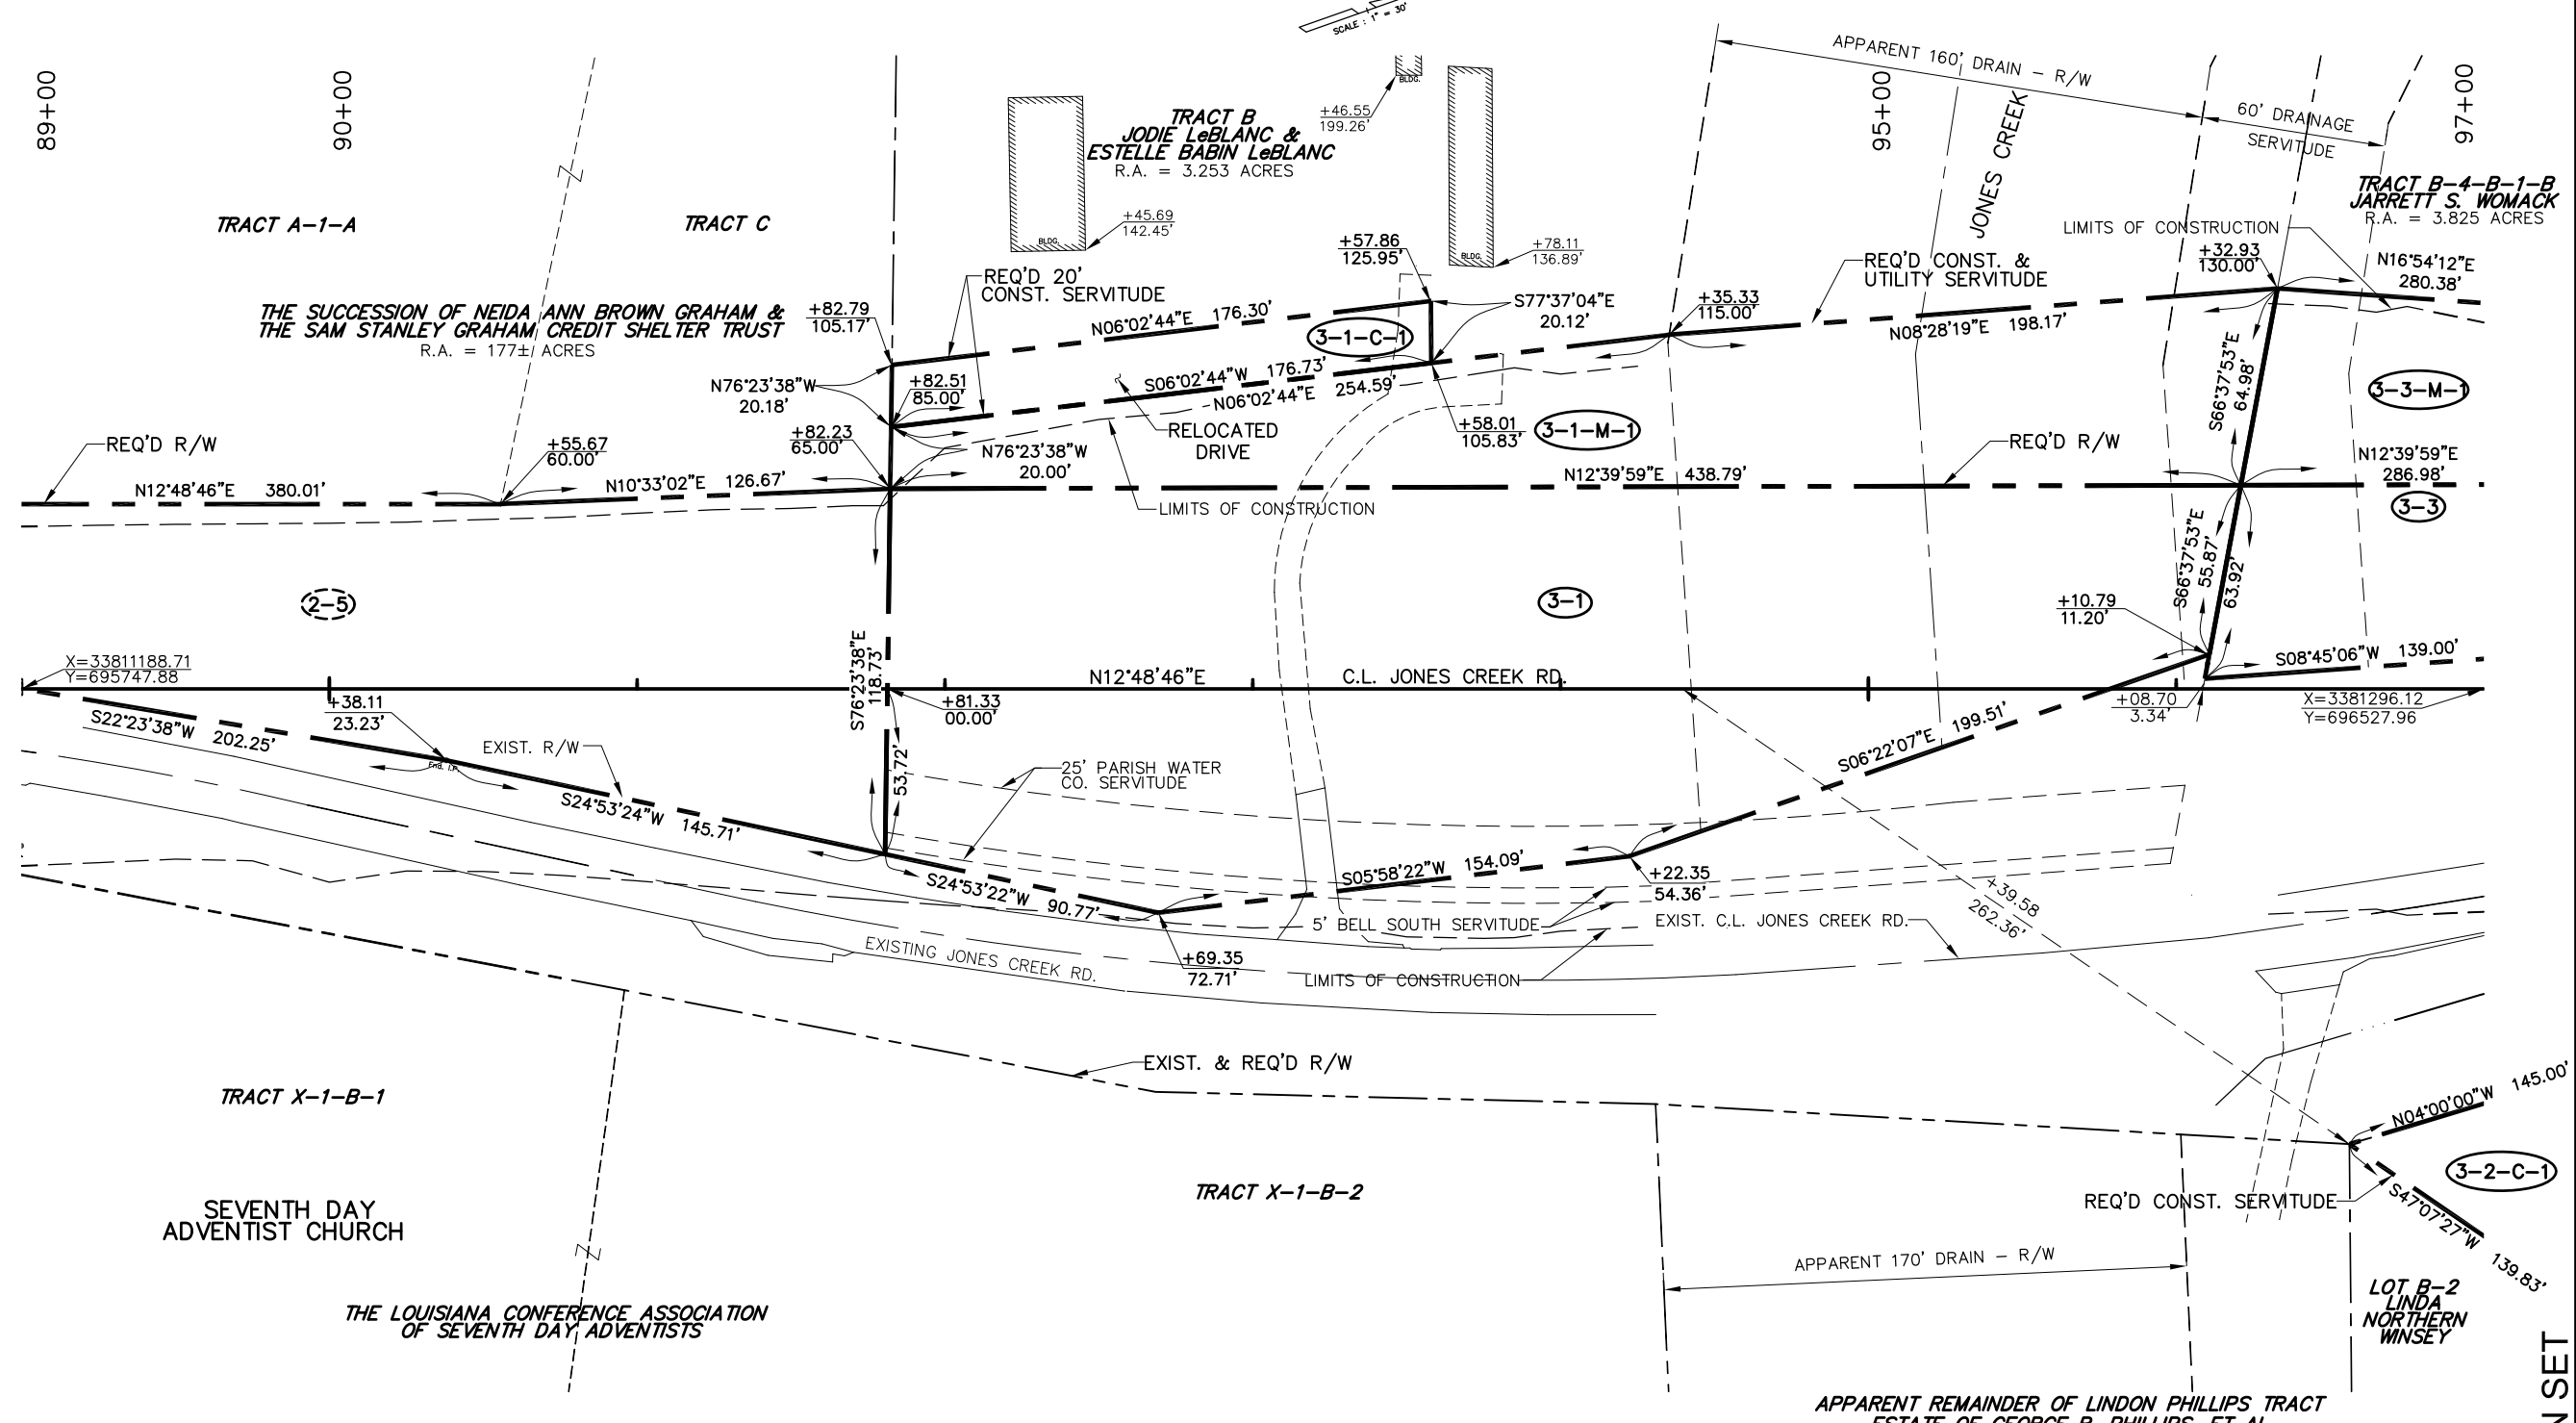 SCALE : 1" = 30'
APPARENT 160' DRAIN - R/W
60' DRAINAGE
SERVITUDE
89+00
90+00
95+00
97+00
JONES CREEK
BLDG.
+46.55
199.26'
TRACT B
JODIE LeBLANC &
ESTELLE BABIN LeBLANC
R.A. = 3.253 ACRES
TRACT B-4-B-1-B
JARRETT S. WOMACK
R.A. = 3.825 ACRES
TRACT A-1-A
TRACT C
+45.69
142.45'
BLDG.
+57.86
125.95'
+78.11
136.89'
BLDG.
LIMITS OF CONSTRUCTION
+32.93
130.00'
N16°54'12"E
280.38'
REQ'D CONST. &
UTILITY SERVITUDE
REQ'D 20'
CONST. SERVITUDE
THE SUCCESSION OF NEIDA ANN BROWN GRAHAM &
THE SAM STANLEY GRAHAM CREDIT SHELTER TRUST
R.A. = 177± ACRES
+82.79
105.17'
N06°02'44"E 176.30'
3-1-C-1
S77°37'04"E
20.12'
+35.33
115.00'
N08°28'19"E 198.17'
S66°37'53"E
64.98'
3-3-M-1
N76°23'38"W
20.18'
+82.51
85.00'
S06°02'44"W 176.73'
N06°02'44"E 254.59'
+58.01
105.83'
3-1-M-1
RELOCATED
DRIVE
REQ'D R/W
+55.67
60.00'
+82.23
65.00'
N76°23'38"W
20.00'
REQ'D R/W
N12°39'59"E
286.98'
3-3
N12°48'46"E 380.01'
N10°33'02"E 126.67'
N12°39'59"E 438.79'
LIMITS OF CONSTRUCTION
S66°37'53"E
55.87'
63.92'
2-5
3-1
+10.79
11.20'
X=33811188.71
Y=695747.88
S76°23'38"E
118.73'
N12°48'46"E
C.L. JONES CREEK RD.
S08°45'06"W 139.00'
+38.11
23.23'
+81.33
00.00'
+08.70
3.34'
X=3381296.12
Y=696527.96
S22°23'38"W 202.25'
EXIST. R/W
Fnd. I.P.
53.72'
25' PARISH WATER
CO. SERVITUDE
S06°22'07"E 199.51'
S24°53'24"W 145.71'
S24°53'22"W 90.77'
S05°58'22"W 154.09'
+22.35
54.36'
+39.58
262.36'
5' BELL SOUTH SERVITUDE
EXIST. C.L. JONES CREEK RD.
EXISTING JONES CREEK RD.
+69.35
72.71'
LIMITS OF CONSTRUCTION
EXIST. & REQ'D R/W
TRACT X-1-B-1
N04°00'00"W 145.00'
3-2-C-1
TRACT X-1-B-2
REQ'D CONST. SERVITUDE
S47°07'27"W 139.83'
SEVENTH DAY
ADVENTIST CHURCH
APPARENT 170' DRAIN - R/W
LOT B-2
LINDA
NORTHERN
WINSEY
THE LOUISIANA CONFERENCE ASSOCIATION
OF SEVENTH DAY ADVENTISTS
APPARENT REMAINDER OF LINDON PHILLIPS TRACT
ESTATE OF GEORGE R. PHILLIPS, ET AL
N SET